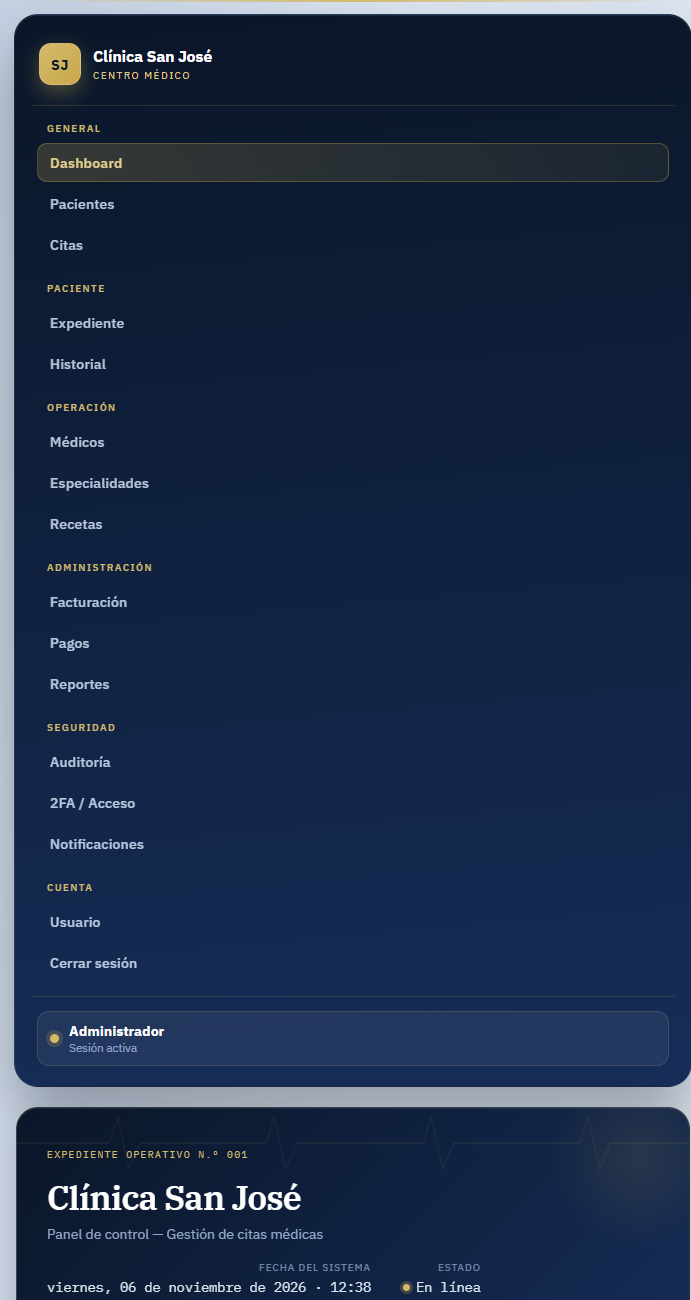 SJ
Clínica San José
CENTRO MÉDICO
GENERAL
Dashboard
Pacientes
Citas
PACIENTE
Expediente
Historial
OPERACIÓN
Médicos
Especialidades
Recetas
ADMINISTRACIÓN
Facturación
Pagos
Reportes
SEGURIDAD
Auditoría
2FA / Acceso
Notificaciones
CUENTA
Usuario
Cerrar sesión
Administrador
Sesión activa
EXPEDIENTE OPERATIVO N.º 001
Clínica San José
Panel de control — Gestión de citas médicas
FECHA DEL SISTEMA ESTADO
viernes, 06 de noviembre de 2026 · 12:38 En línea